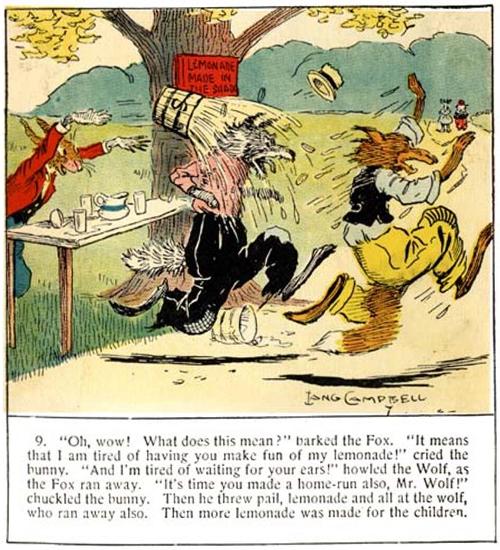 LEMONADE
MADE IN
THE SHADE
LANG CAMPBELL
7
9. "Oh, wow! What does this mean?" barked the Fox. "It means
that I am tired of having you make fun of my lemonade!" cried the
bunny. "And I'm tired of waiting for your ears!" howled the Wolf, as
the Fox ran away. "It's time you made a home-run also, Mr. Wolf!"
chuckled the bunny. Then he threw pail, lemonade and all at the wolf,
who ran away also. Then more lemonade was made for the children.